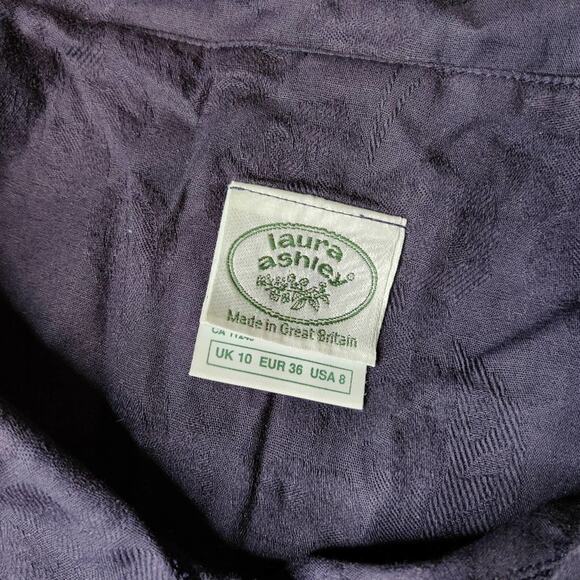 laura
ashley®
Made in Great Britain
UK 10 EUR 36 USA 8